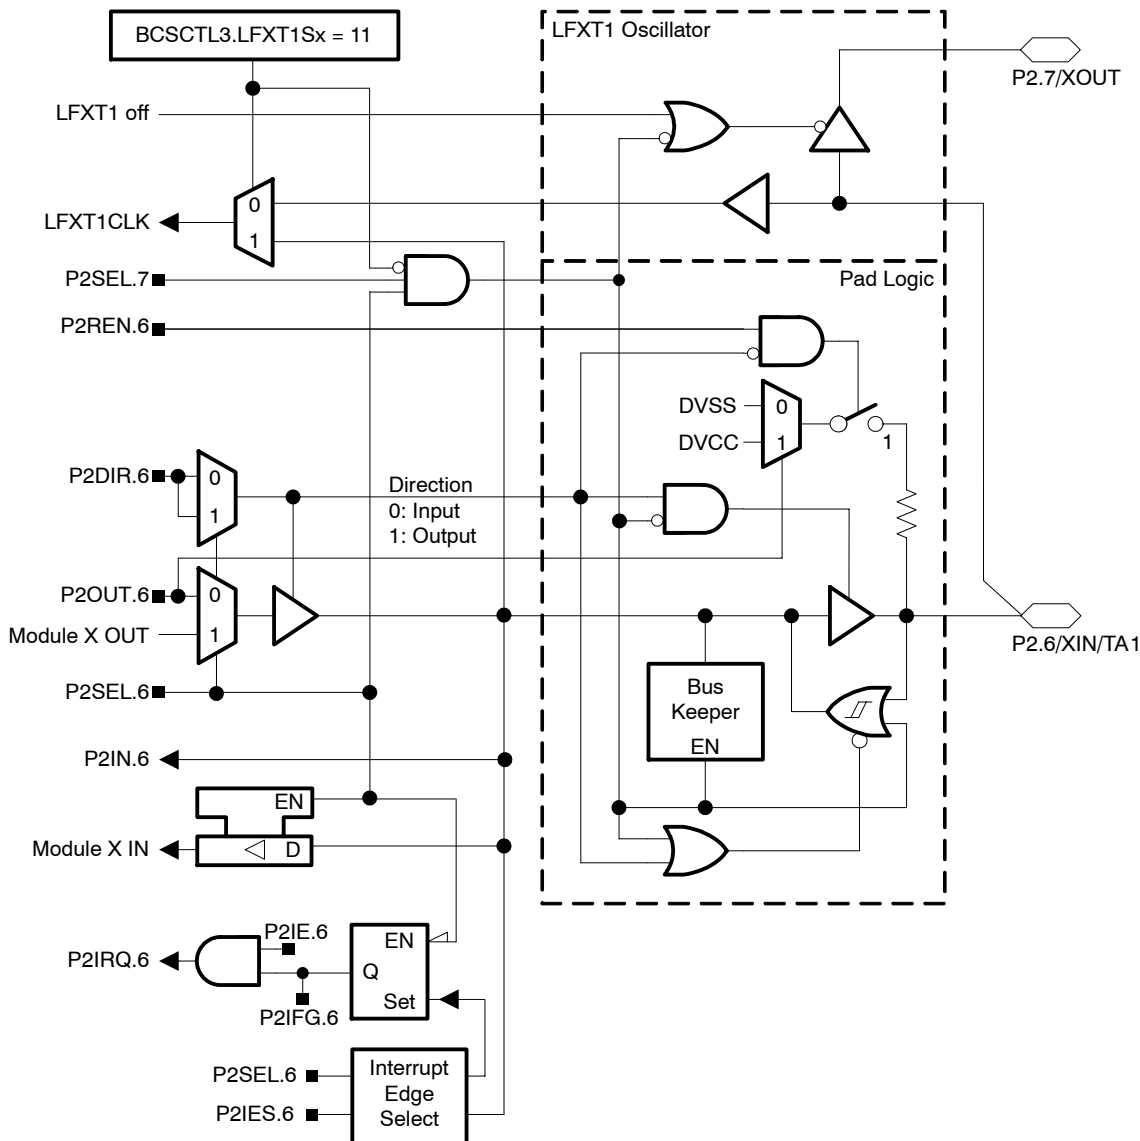 BCSCTL3.LFXT1Sx = 11
LFXT1 Oscillator
P2.7/XOUT
LFXT1 off
0
LFXT1CLK
1
P2SEL.7
Pad Logic
P2REN.6
DVSS
0
DVCC
1
1
P2DIR.6
0
1
Direction
0: Input
1: Output
P2OUT.6
0
Module X OUT
1
P2.6/XIN/TA1
P2SEL.6
Bus
Keeper
EN
P2IN.6
EN
Module X IN
D
P2IE.6
EN
P2IRQ.6
Q
Set
P2IFG.6
P2SEL.6
P2IES.6
Interrupt
Edge
Select